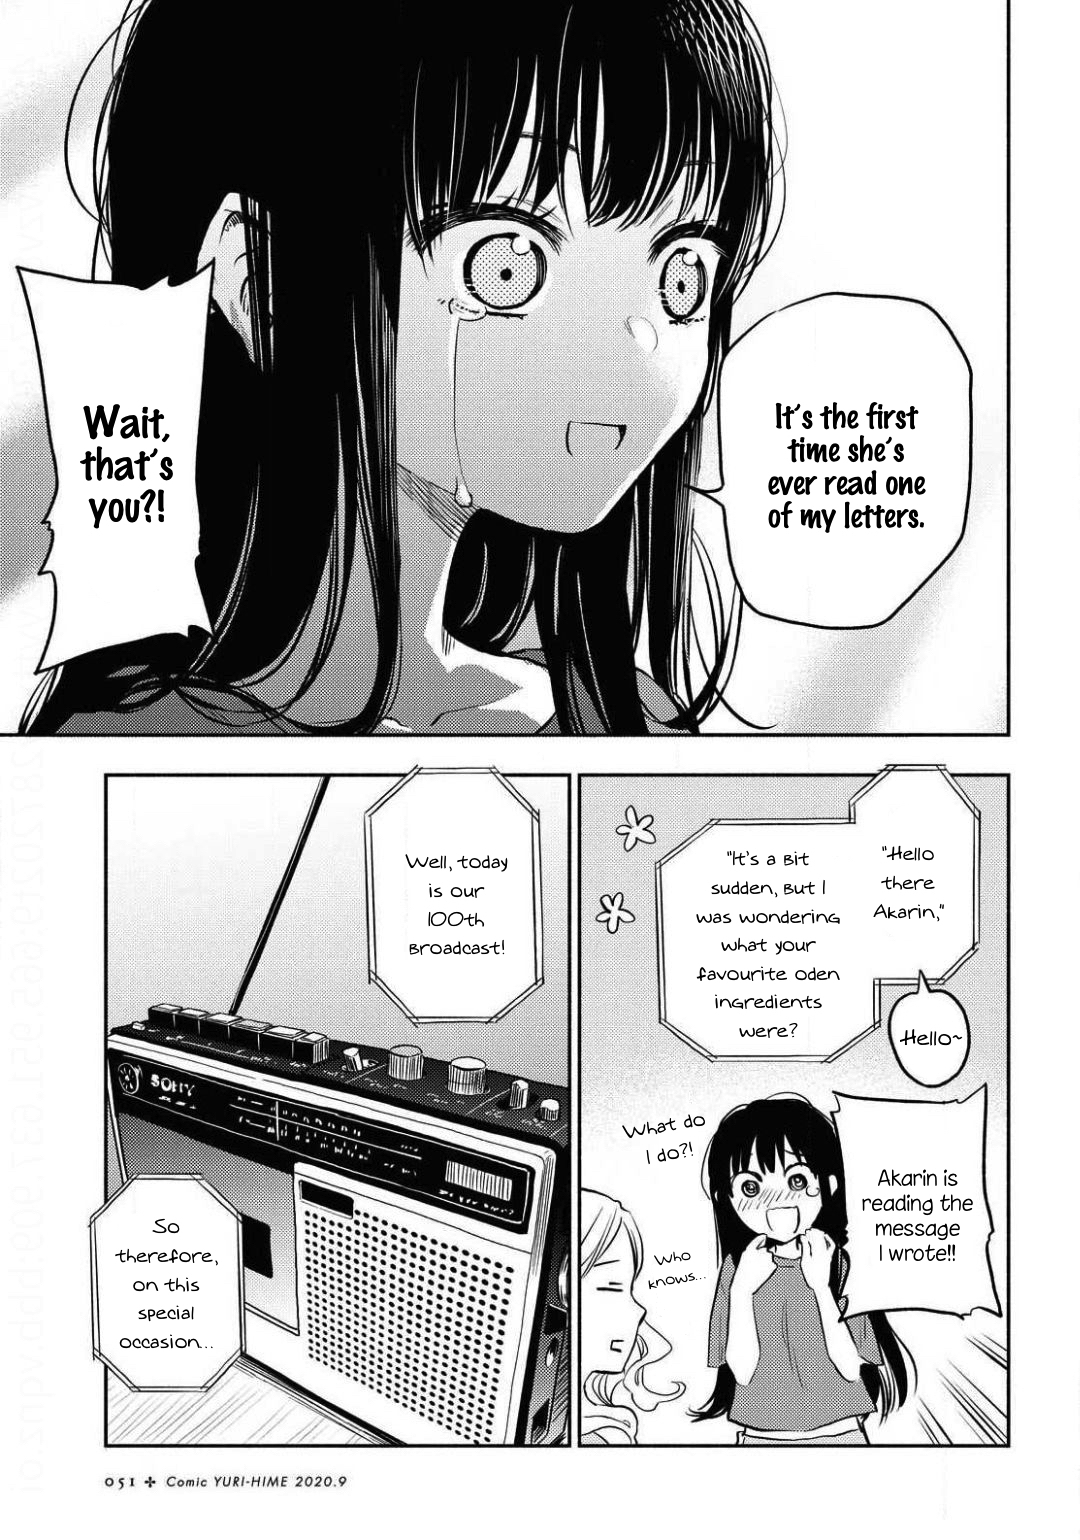 It's the first
time she's
ever read one
of my letters.
Wait,
that's
you?!
"Hello
there
Akarin,"
"It's a bit
sudden, but I
was wondering
what your
favourite oden
ingredients
were?
Hello~
Akarin is
reading the
message
I wrote!!
What do
I do?!
Who
knows...
Well, today
is our
100th
broadcast!
SONY
So
therefore,
on this
special
occasion...
051 ✣ Comic YURI-HIME 2020.9